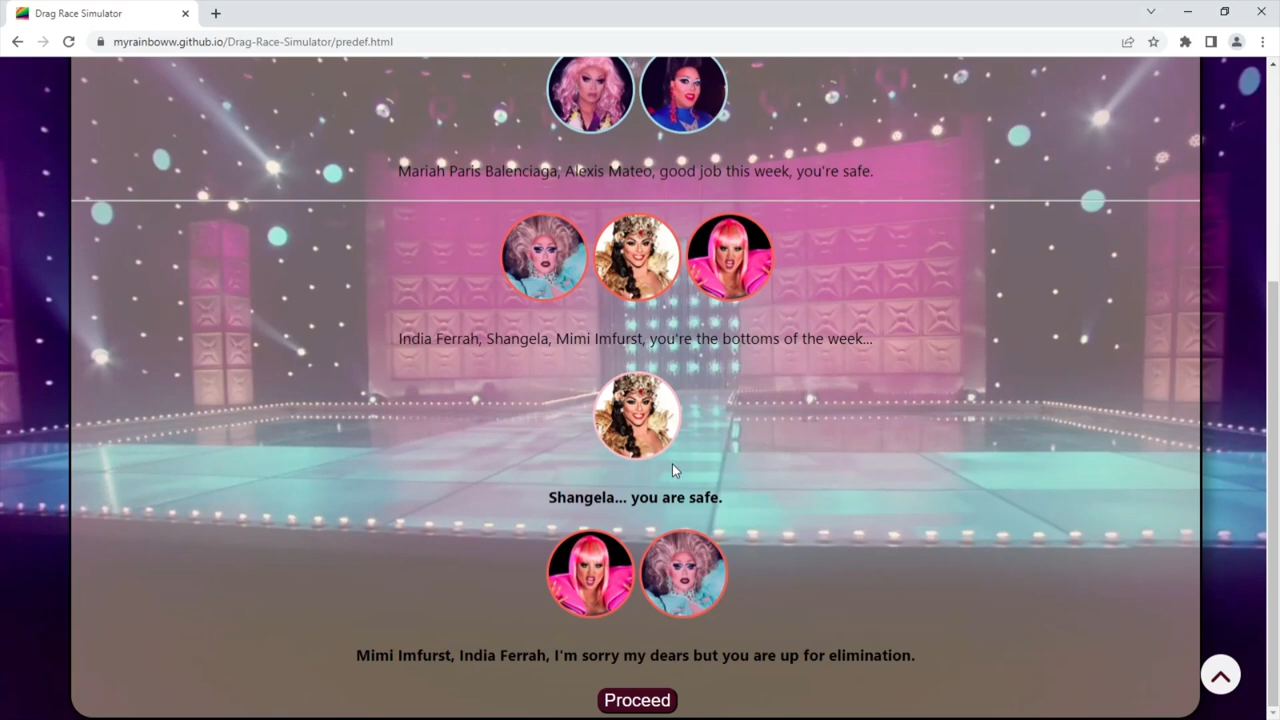 Drag Race Simulator
myrainboww.github.io/Drag-Race-Simulator/predef.html
Mariah Paris Balenciaga, Alexis Mateo, good job this week, you're safe.
India Ferrah, Shangela, Mimi Imfurst, you're the bottoms of the week...
Shangela... you are safe.
Mimi Imfurst, India Ferrah, I'm sorry my dears but you are up for elimination.
Proceed